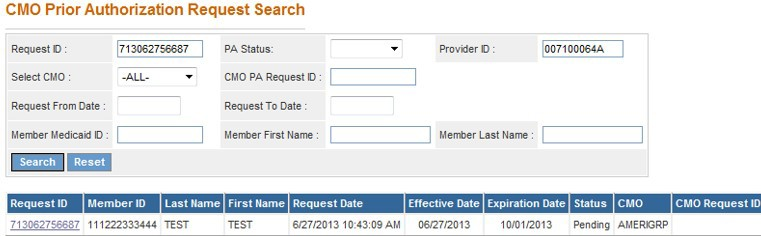 CMO Prior Authorization Request Search
Request ID : 713062756687 PA Status: Provider ID : 007100064A
Select CMO : -ALL- CMO PA Request ID :
Request From Date : Request To Date :
Member Medicaid ID : Member First Name : Member Last Name :
Search Reset
Request ID Member ID Last Name First Name Request Date Effective Date Expiration Date Status CMO CMO Request ID
713062756687 111222333444 TEST TEST 6/27/2013 10:43:09 AM 06/27/2013 10/01/2013 Pending AMERIGRP